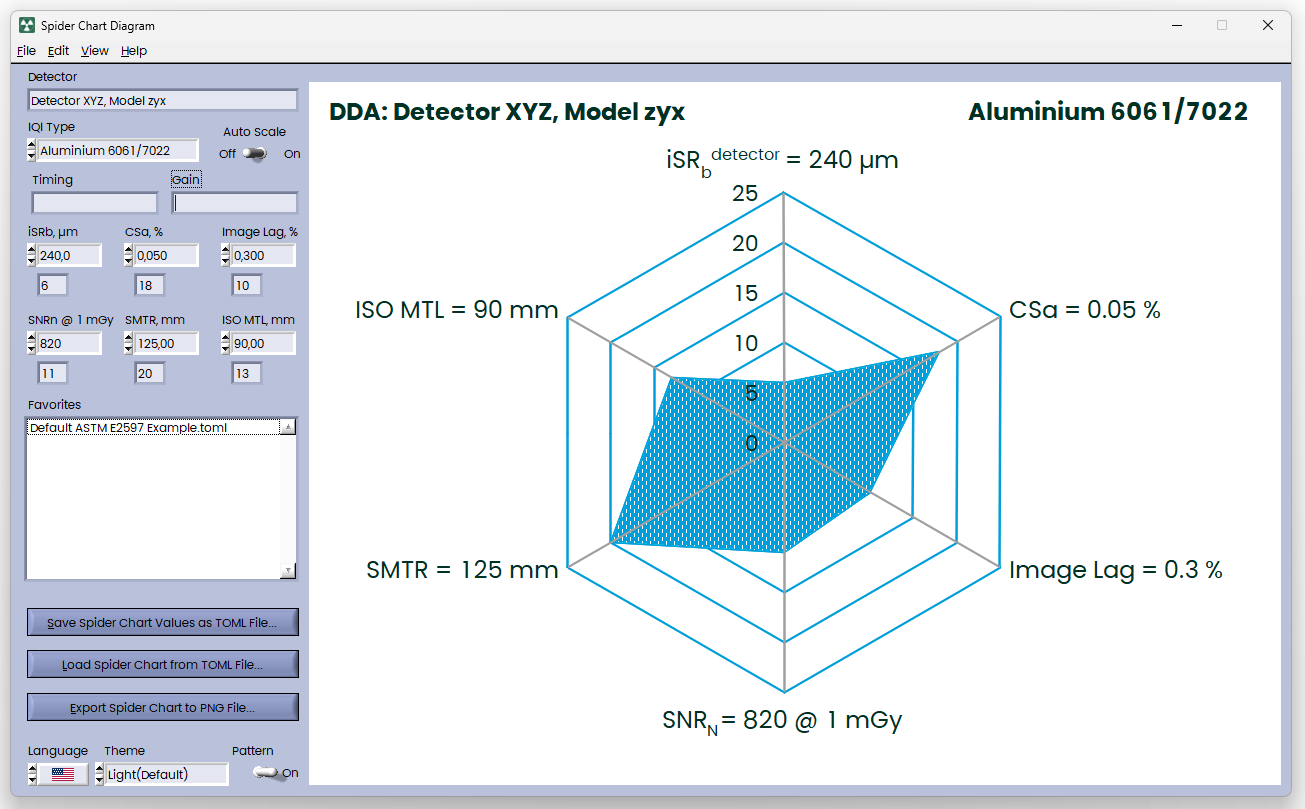 Spider Chart Diagram
File Edit View Help
Detector
Detector XYZ, Model zyx
IQI Type
Aluminium 6061/7022
Auto Scale
Off On
Timing Gain
iSRb, µm CSa, % Image Lag, %
240,0 0,050 0,300
6 18 10
SNRn @ 1 mGy SMTR, mm ISO MTL, mm
820 125,00 90,00
11 20 13
Favorites
Default ASTM E2597 Example.toml
Save Spider Chart Values as TOML File...
Load Spider Chart from TOML File...
Export Spider Chart to PNG File...
Language Theme Pattern
Light(Default) On
DDA: Detector XYZ, Model zyx Aluminium 6061/7022
iSRb detector = 240 µm
25
20
15
10
5
0
ISO MTL = 90 mm CSa = 0.05 %
SMTR = 125 mm Image Lag = 0.3 %
SNRN = 820 @ 1 mGy